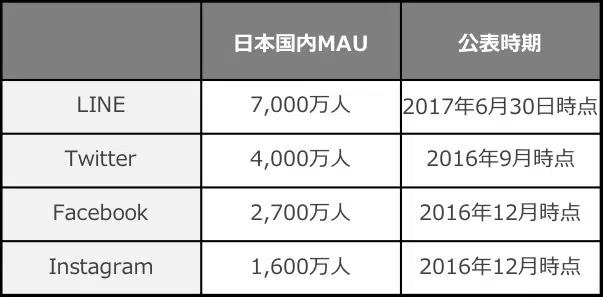 日本国内MAU 公表時期
LINE 7,000万人 2017年6月30日時点
Twitter 4,000万人 2016年9月時点
Facebook 2,700万人 2016年12月時点
Instagram 1,600万人 2016年12月時点